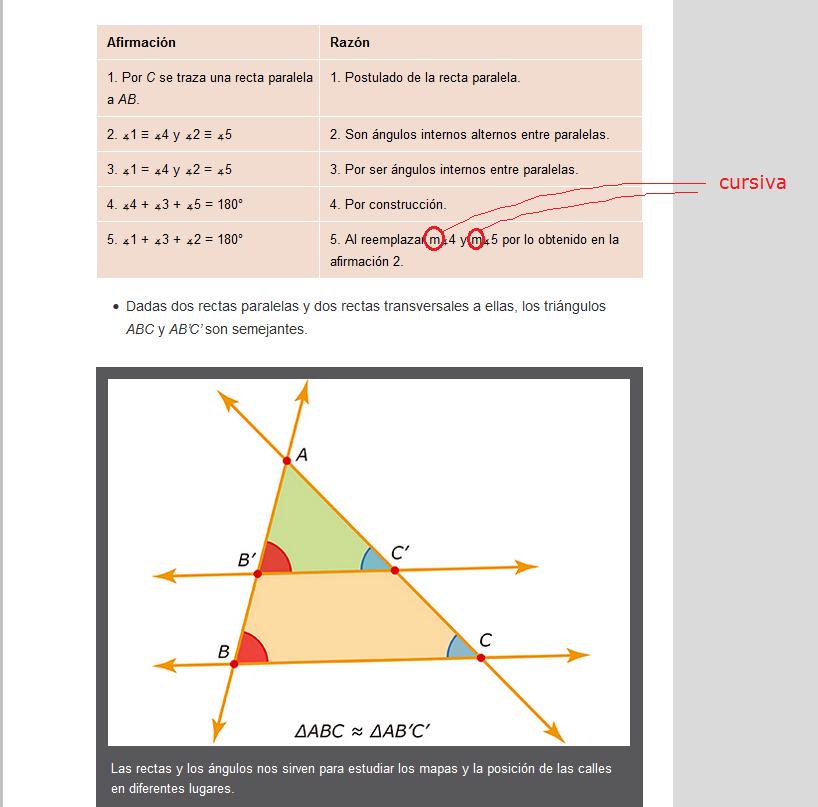 Afirmación Razón
1. Por C se traza una recta paralela 1. Postulado de la recta paralela.
a AB.
2. ∡1 ≡ ∡4 y ∡2 ≡ ∡5 2. Son ángulos internos alternos entre paralelas.
3. ∡1 = ∡4 y ∡2 = ∡5 3. Por ser ángulos internos entre paralelas.
cursiva
4. ∡4 + ∡3 + ∡5 = 180° 4. Por construcción.
5. ∡1 + ∡3 + ∡2 = 180° 5. Al reemplazar m∡4 y m∡5 por lo obtenido en la
afirmación 2.
• Dadas dos rectas paralelas y dos rectas transversales a ellas, los triángulos
ABC y AB'C' son semejantes.
A
B' C'
B C
ΔABC ≈ ΔAB'C'
Las rectas y los ángulos nos sirven para estudiar los mapas y la posición de las calles
en diferentes lugares.